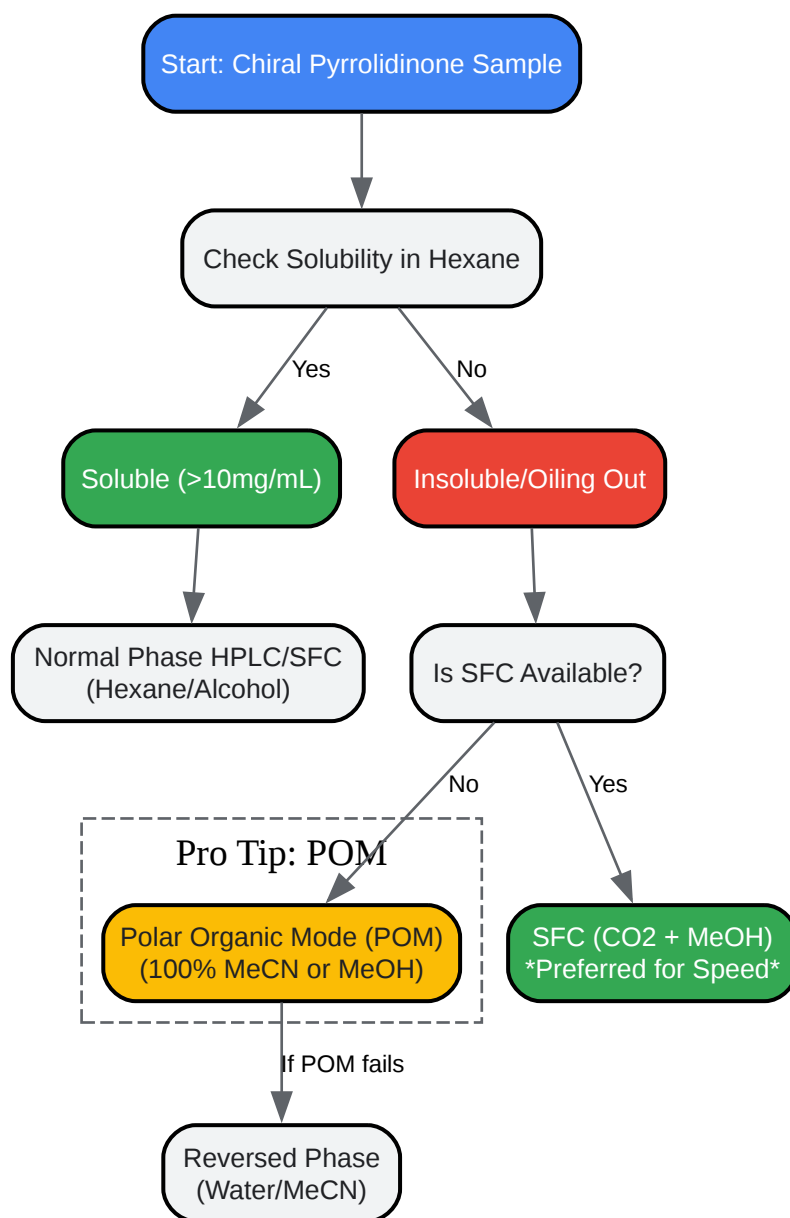 Start: Chiral Pyrrolidinone Sample
Check Solubility in Hexane
Yes
No
Soluble (>10mg/mL)
Insoluble/Oiling Out
Normal Phase HPLC/SFC
(Hexane/Alcohol)
Is SFC Available?
No
Yes
Pro Tip: POM
Polar Organic Mode (POM)
(100% MeCN or MeOH)
SFC (CO2 + MeOH)
*Preferred for Speed*
If POM fails
Reversed Phase
(Water/MeCN)